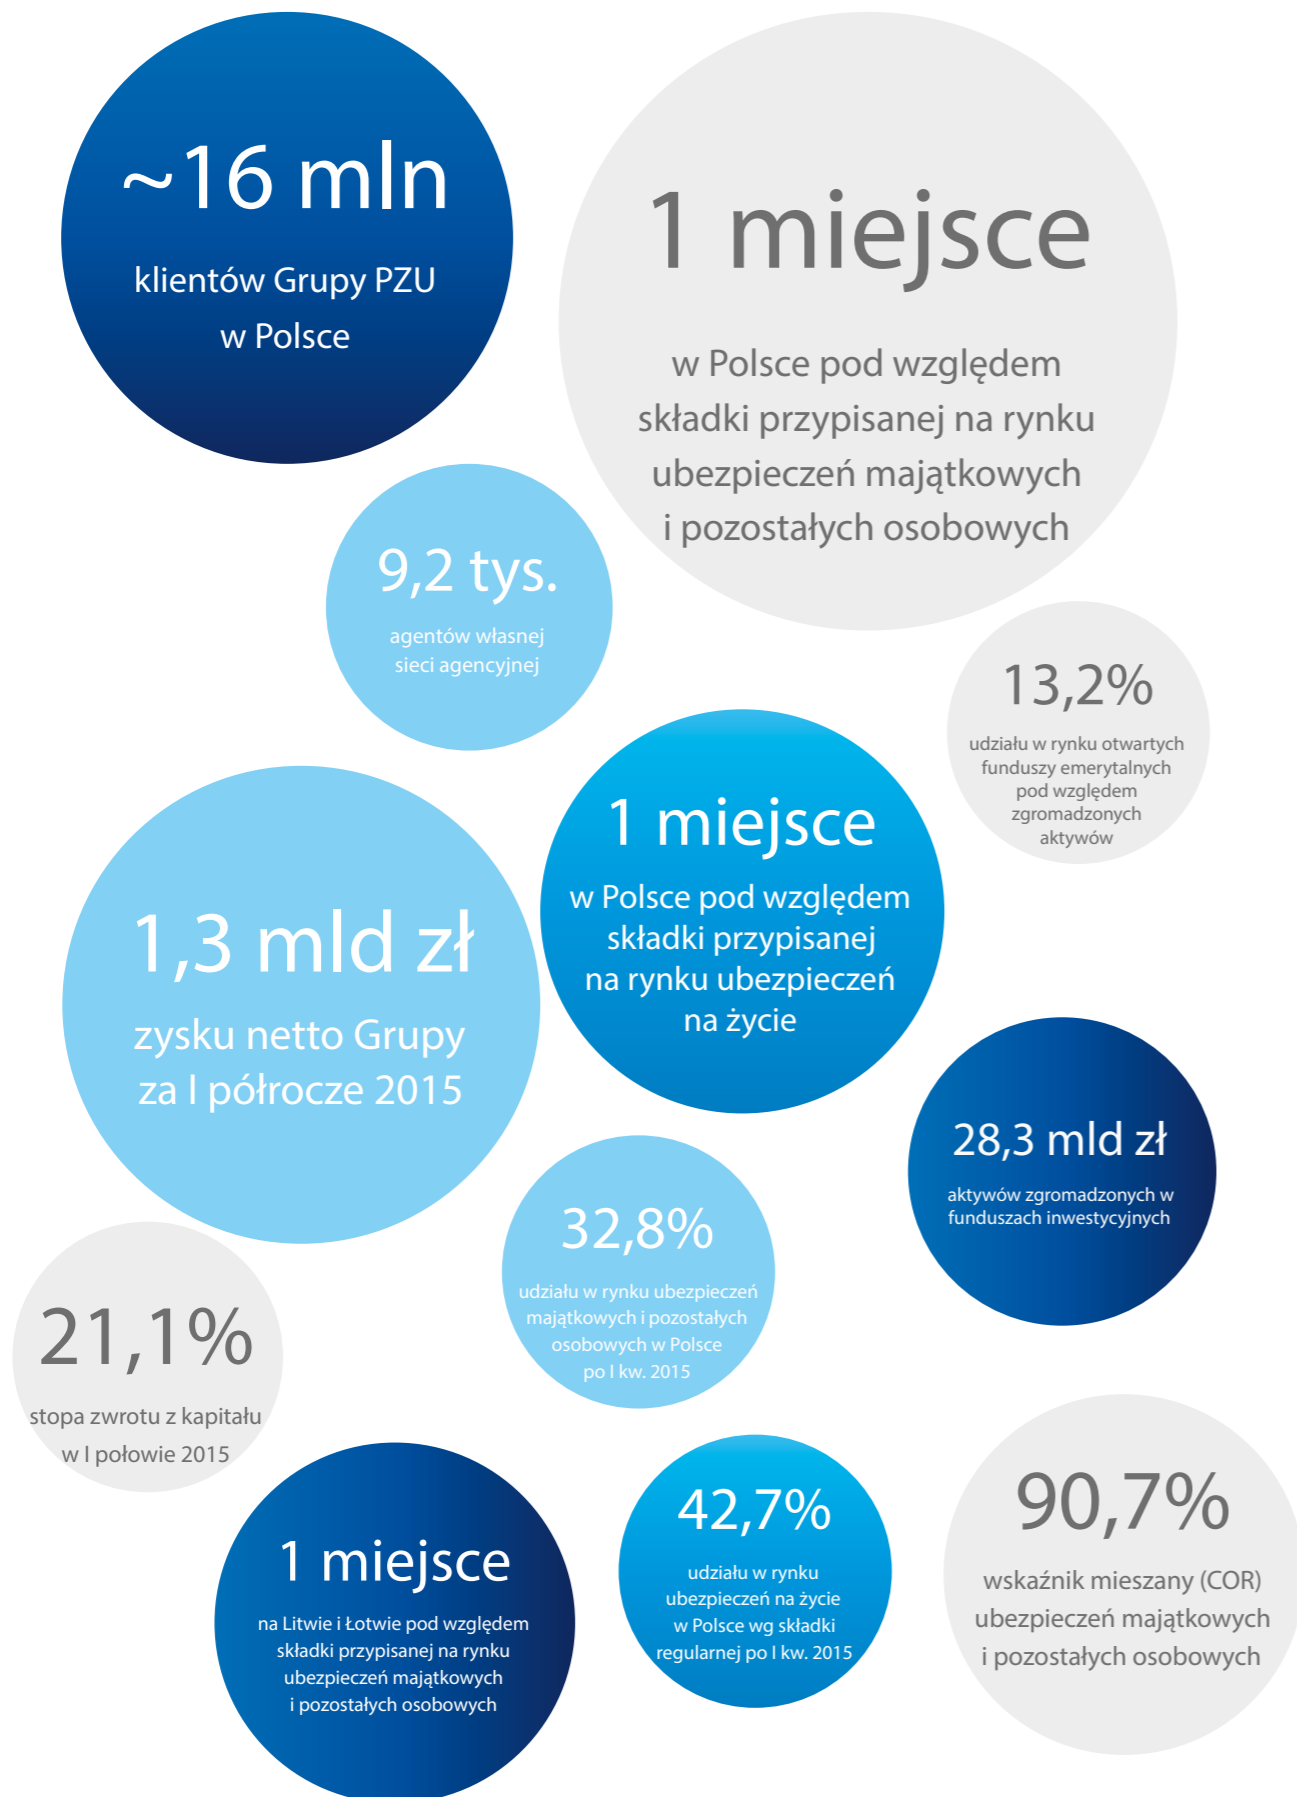 ~16 mln
klientów Grupy PZU
w Polsce
1 miejsce
w Polsce pod względem
składki przypisanej na rynku
ubezpieczeń majątkowych
i pozostałych osobowych
9,2 tys.
agentów własnej
sieci agencyjnej
13,2%
udziału w rynku otwartych
funduszy emerytalnych
pod względem
zgromadzonych
aktywów
1 miejsce
w Polsce pod względem
składki przypisanej
na rynku ubezpieczeń
na życie
1,3 mld zł
zysku netto Grupy
za I półrocze 2015
28,3 mld zł
aktywów zgromadzonych w
funduszach inwestycyjnych
32,8%
udziału w rynku ubezpieczeń
majątkowych i pozostałych
osobowych w Polsce
po I kw. 2015
21,1%
stopa zwrotu z kapitału
w I połowie 2015
1 miejsce
na Litwie i Łotwie pod względem
składki przypisanej na rynku
ubezpieczeń majątkowych
i pozostałych osobowych
42,7%
udziału w rynku
ubezpieczeń na życie
w Polsce wg składki
regularnej po I kw. 2015
90,7%
wskaźnik mieszany (COR)
ubezpieczeń majątkowych
i pozostałych osobowych